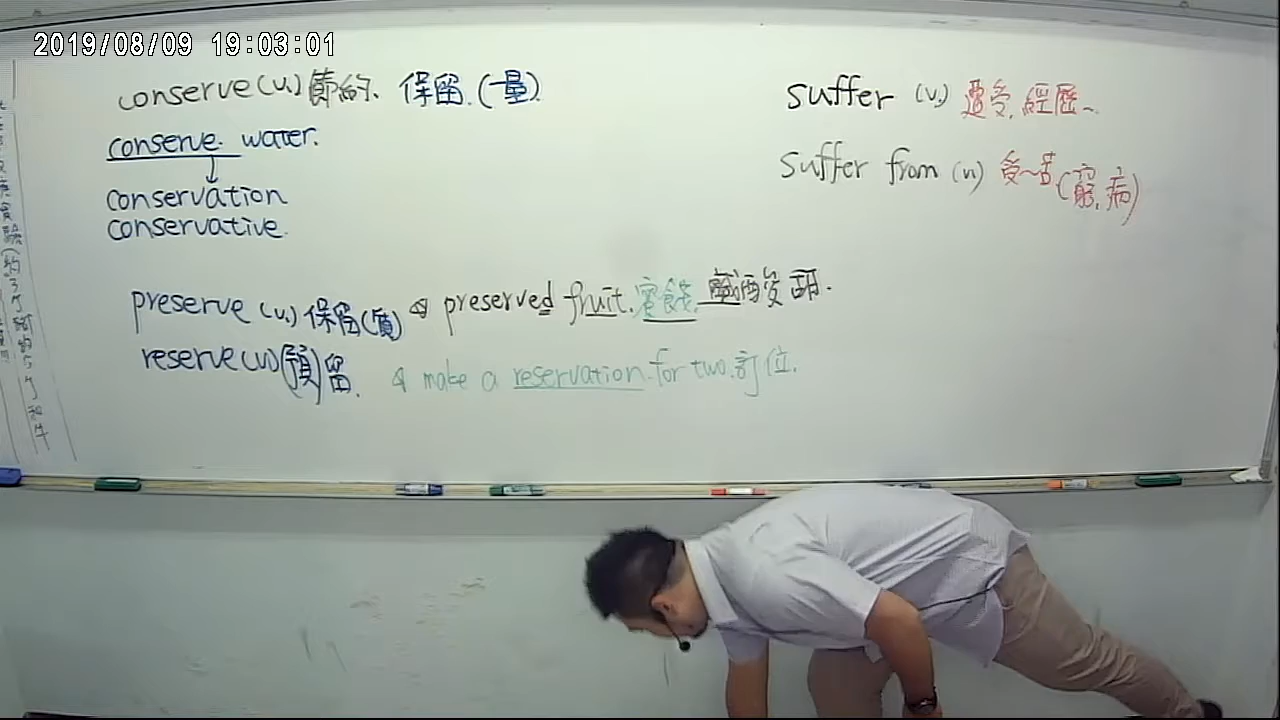 2019/08/09 19:03:01
conserve (v.) 節約、保留.(量).
conserve water.
↓
conservation
conservative.
preserve (v.) 保留(質) preserved fruit. 蜜餞.
reserve (v.) (預)留. make a reservation for two. 訂位.
suffer (v.) 遭受, 經歷~
suffer from (n) 受~苦(窮, 病)